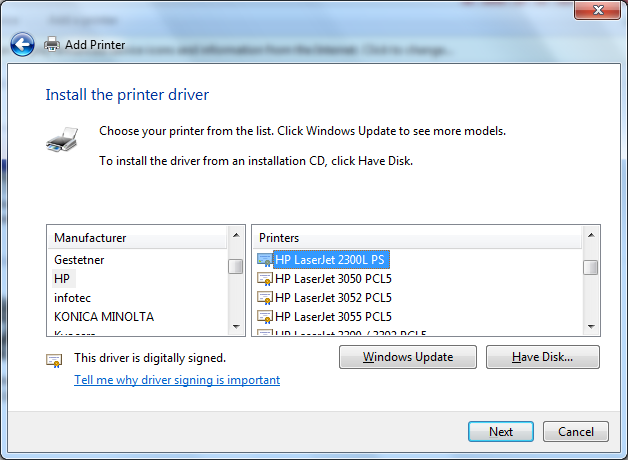 Add Printer
Install the printer driver
Choose your printer from the list. Click Windows Update to see more models.
To install the driver from an installation CD, click Have Disk.
Manufacturer
Gestetner
HP
infotec
KONICA MINOLTA
Kyocera
Printers
HP LaserJet 2300L PS
HP LaserJet 3050 PCL5
HP LaserJet 3052 PCL5
HP LaserJet 3055 PCL5
This driver is digitally signed.
Tell me why driver signing is important
Windows Update
Have Disk...
Next
Cancel